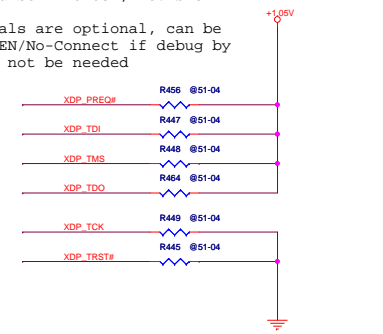 als are optional, can be
EN/No-Connect if debug by
not be needed
+1.05V
R456 @51-04
XDP_PREQ#
R447 @51-04
XDP_TDI
R448 @51-04
XDP_TMS
R464 @51-04
XDP_TDO
R449 @51-04
XDP_TCK
R445 @51-04
XDP_TRST#